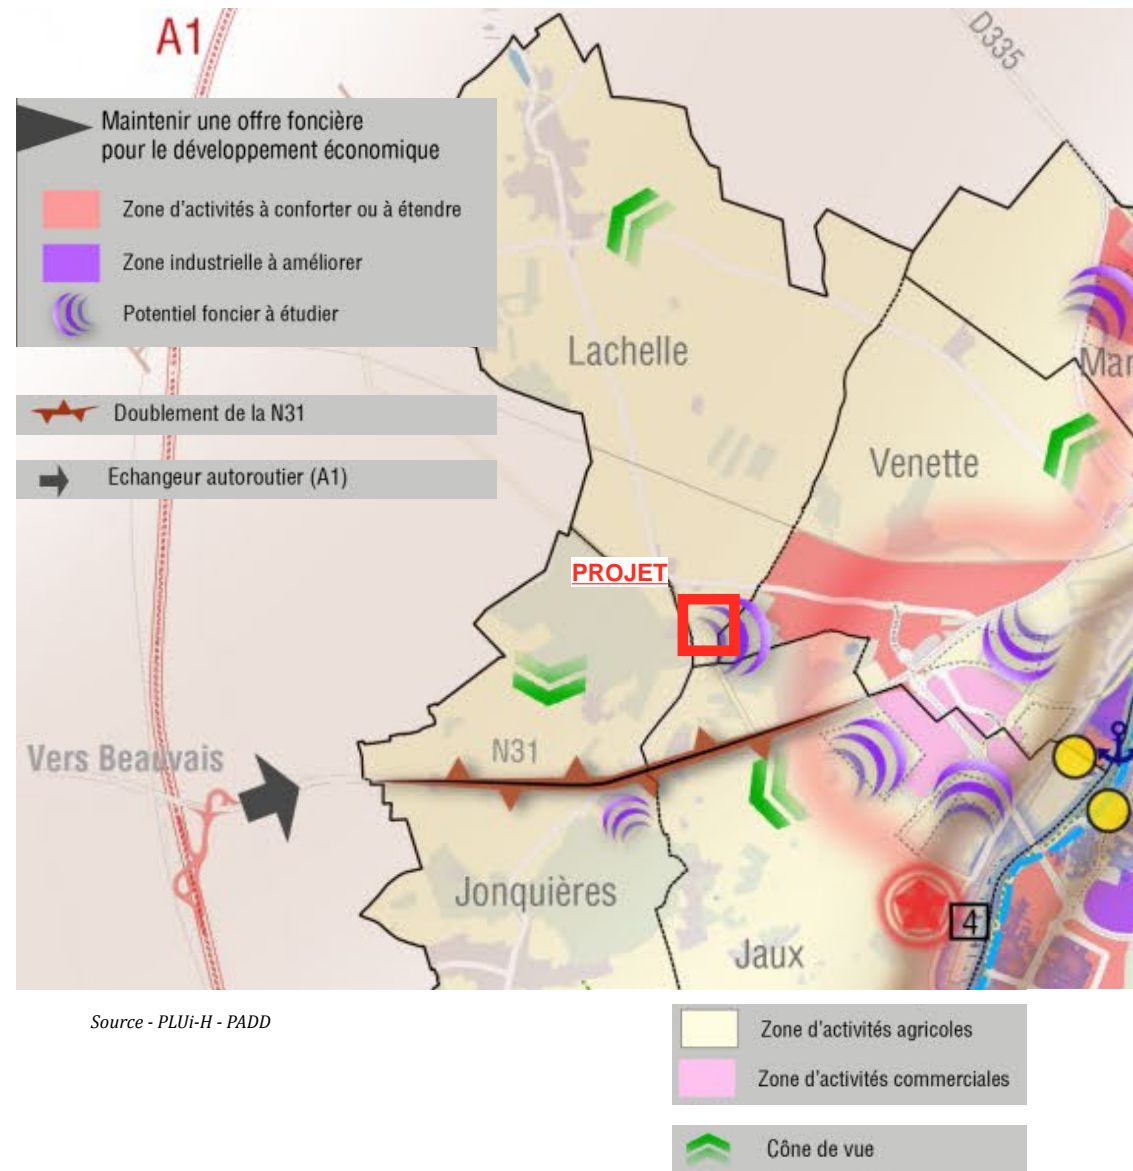 A1
D335
Maintenir une offre foncière
pour le développement économique
Zone d'activités à conforter ou à étendre
Zone industrielle à améliorer
Potentiel foncier à étudier
Lachelle
Mar
Doublement de la N31
Venette
Echangeur autoroutier (A1)
PROJET
N31
Vers Beauvais
Jonquières
4
Jaux
Source - PLUi-H - PADD
Zone d'activités agricoles
Zone d'activités commerciales
Cône de vue